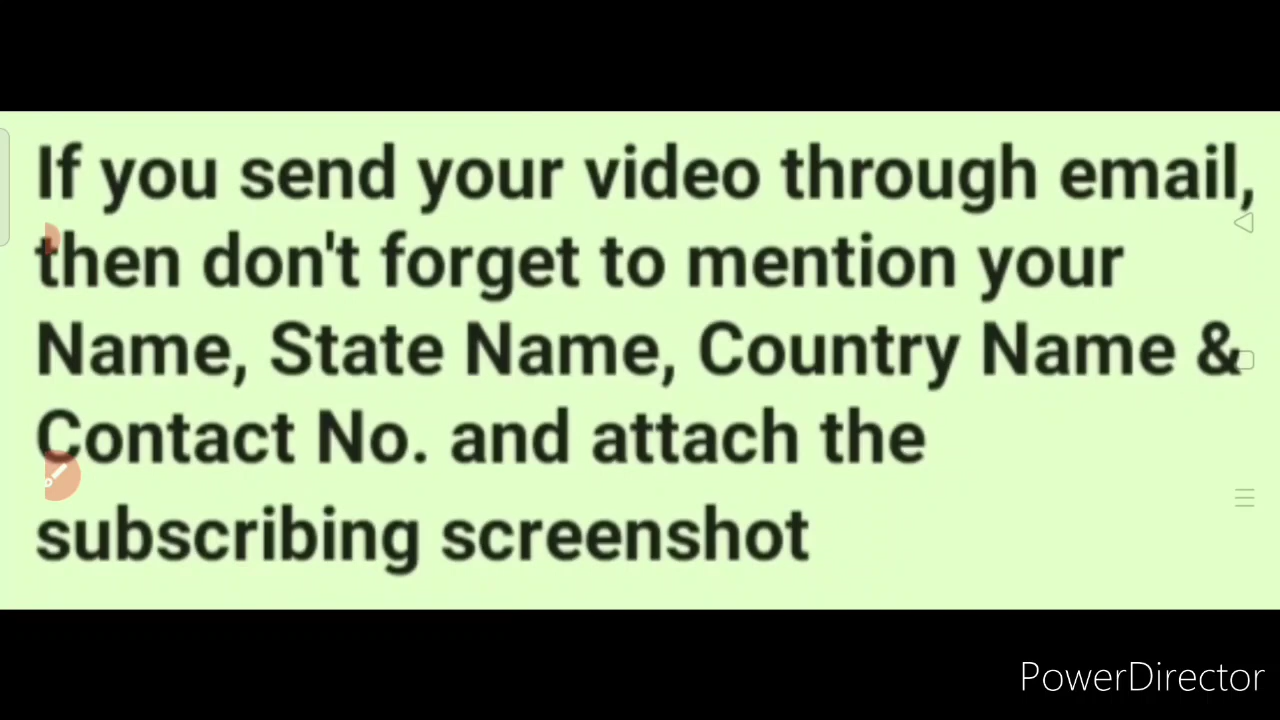 If you send your video through email,
then don't forget to mention your
Name, State Name, Country Name &
Contact No. and attach the
subscribing screenshot
PowerDirector